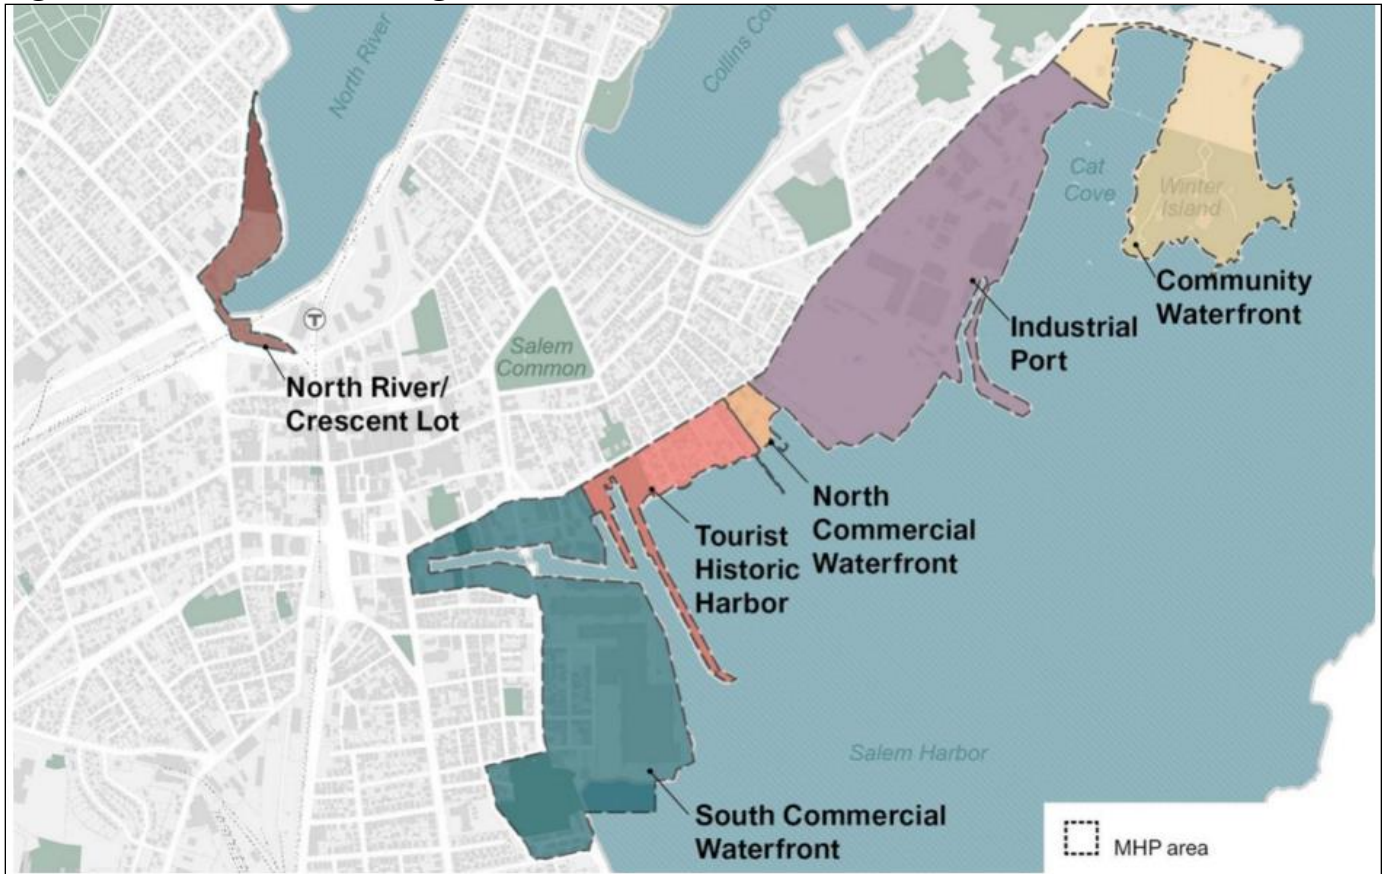 North River
Collins Cov
Cat
Cove
Winter
Island
Community
Waterfront
Industrial
Port
Salem
Common
T
North River/
Crescent Lot
North
Commercial
Waterfront
Tourist
Historic
Harbor
Salem Harbor
South Commercial
Waterfront
MHP area